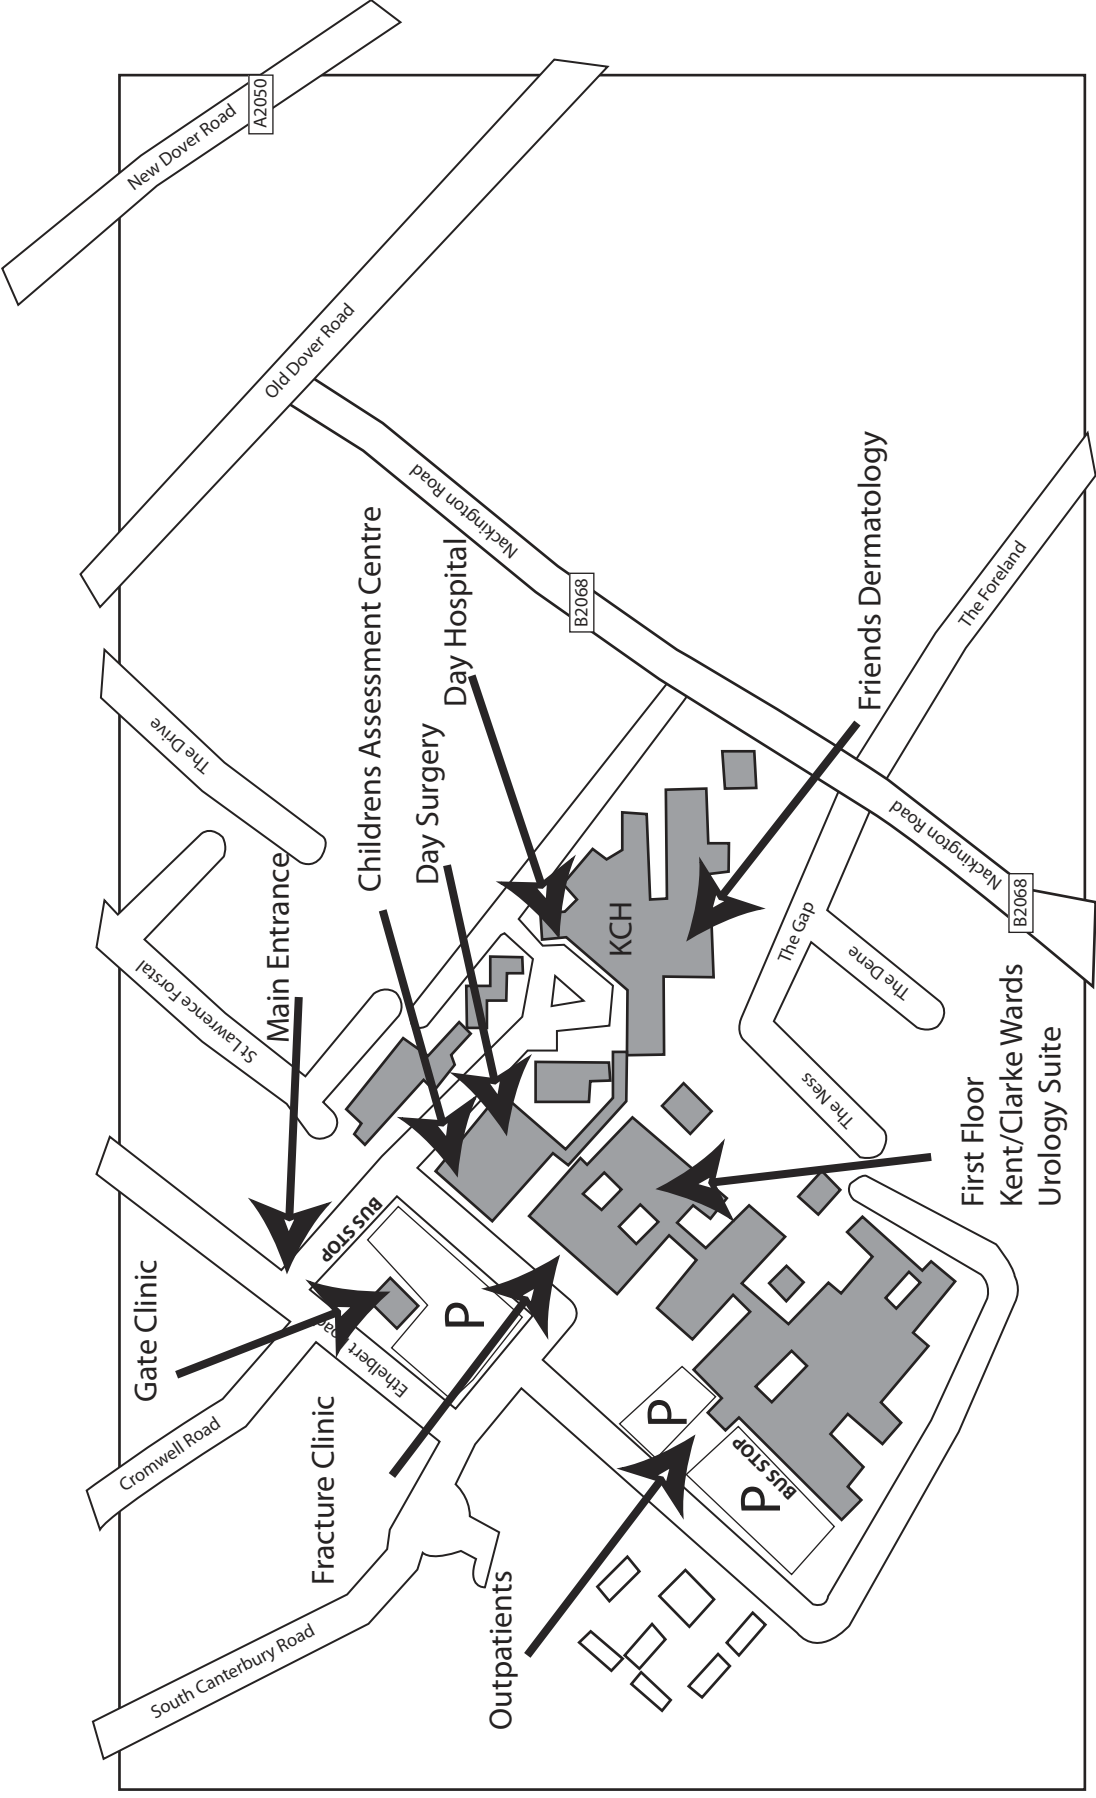 New Dover Road
A2050
Old Dover Road
Nackington Road
B2068
The Foreland
The Drive
St Lawrence Forstal
Main Entrance
Childrens Assessment Centre
Day Surgery
Day Hospital
Friends Dermatology
KCH
Nackington Road
B2068
The Gap
The Dene
The Ness
First Floor
Kent/Clarke Wards
Urology Suite
Gate Clinic
BUS STOP
P
Cromwell Road
Fracture Clinic
P
BUS STOP
P
Outpatients
South Canterbury Road
Ethelbert Road